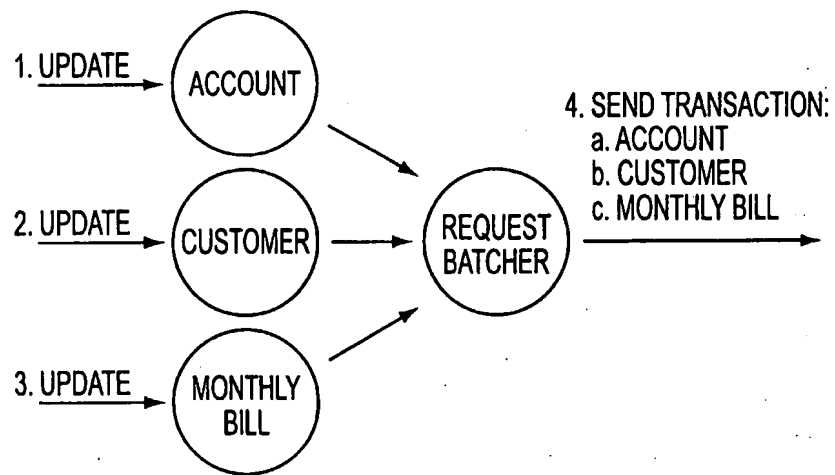 1. UPDATE
ACCOUNT
4. SEND TRANSACTION:
a. ACCOUNT
b. CUSTOMER
c. MONTHLY BILL
2. UPDATE
CUSTOMER
REQUEST
BATCHER
3. UPDATE
MONTHLY
BILL